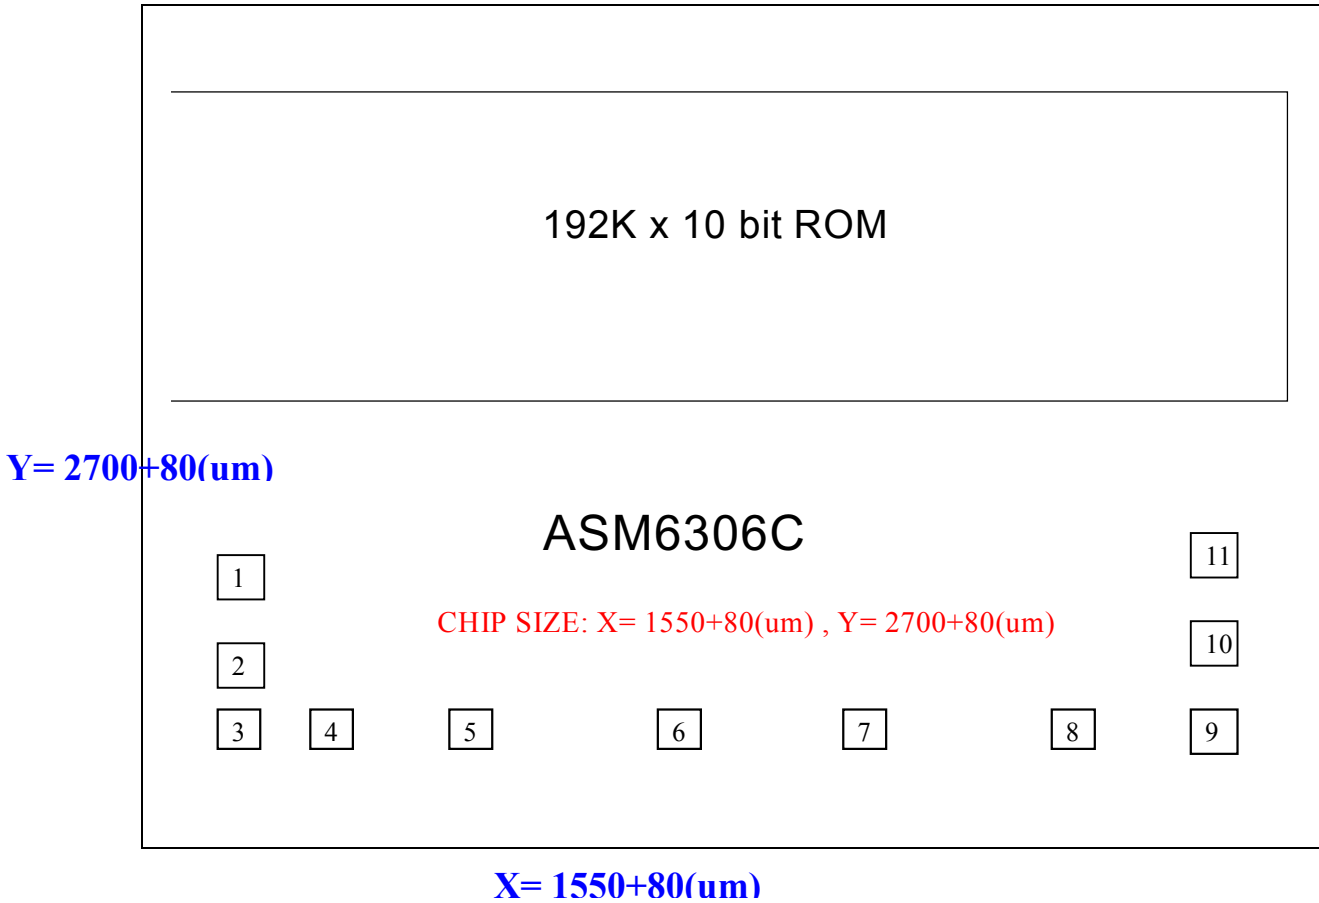 192K x 10 bit ROM
Y= 2700+80(um)
ASM6306C
11
1
CHIP SIZE: X= 1550+80(um) , Y= 2700+80(um)
10
2
3 4 5 6 7 8 9
X= 1550+80(um)